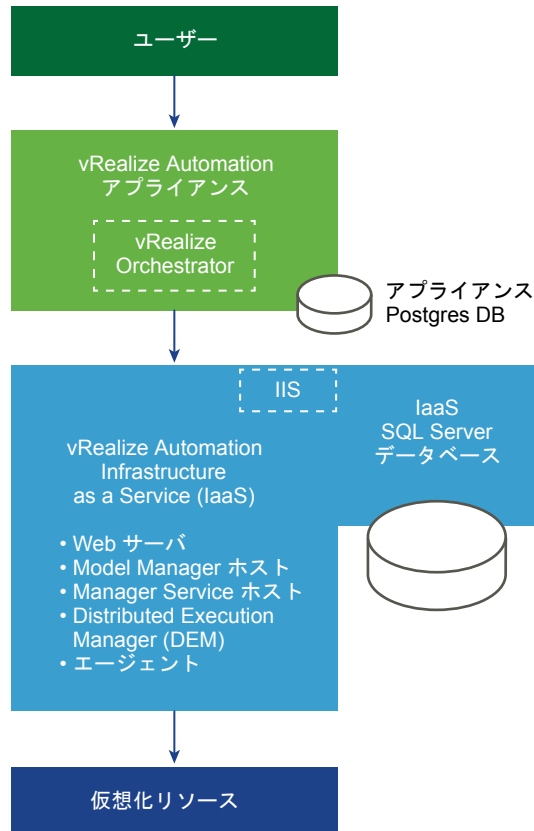 ユーザー
vRealize Automation
アプライアンス
vRealize
Orchestrator
アプライアンス
Postgres DB
IIS
IaaS
SQL Server
データベース
vRealize Automation
Infrastructure
as a Service (IaaS)
• Web サーバ
• Model Manager ホスト
• Manager Service ホスト
• Distributed Execution
Manager (DEM)
• エージェント
仮想化リソース